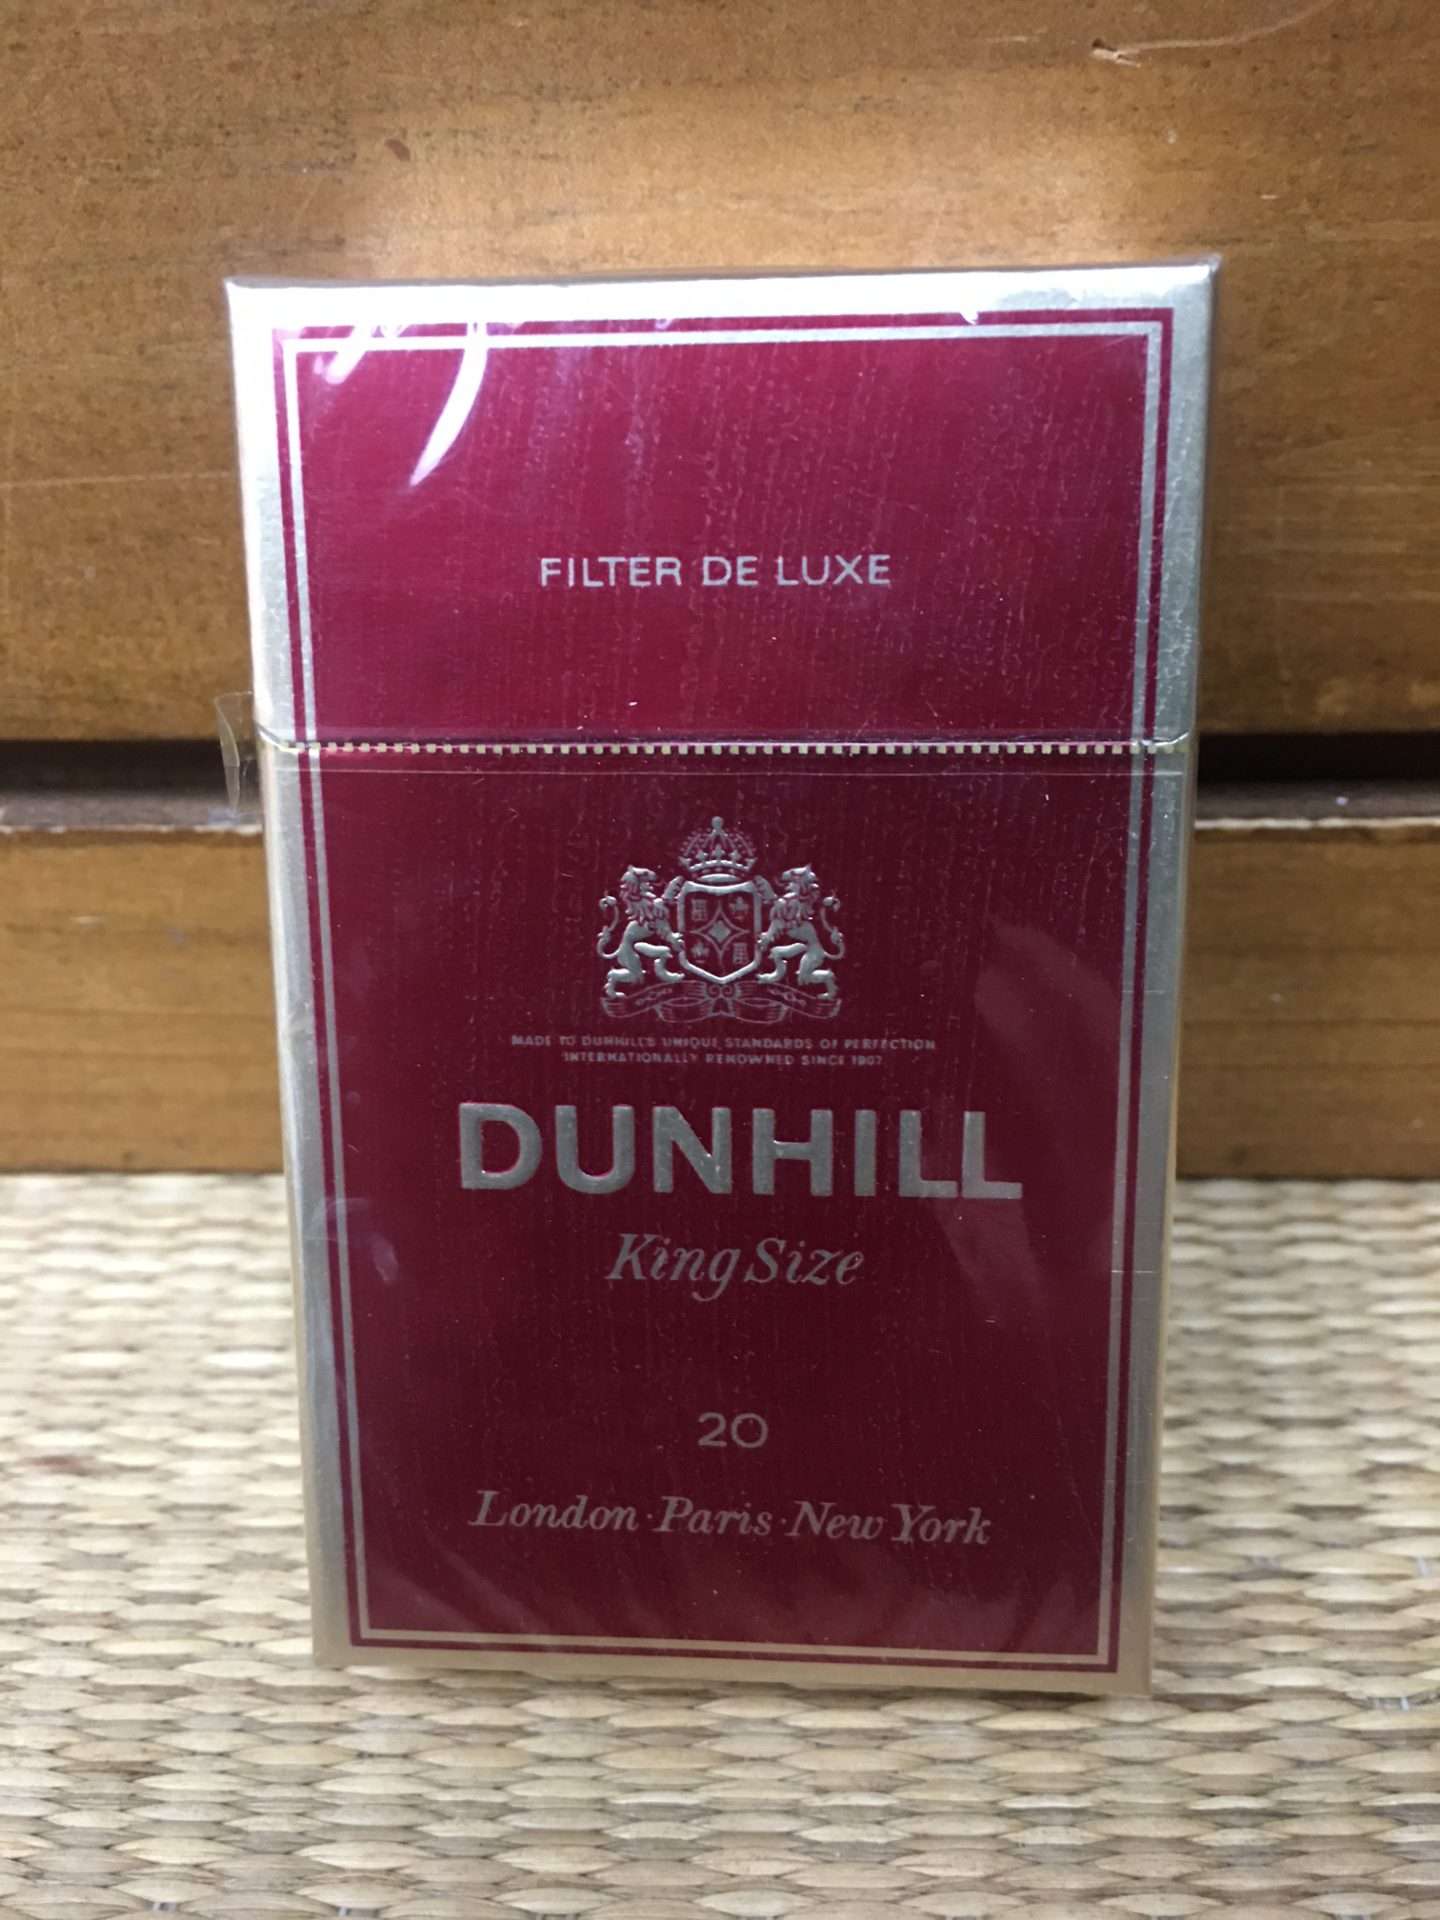 FILTER DE LUXE
MADE TO DUNHILL'S UNIQUE STANDARDS OF PERFECTION
INTERNATIONALLY RENOWNED SINCE 1907
DUNHILL
King Size
20
London · Paris · New York